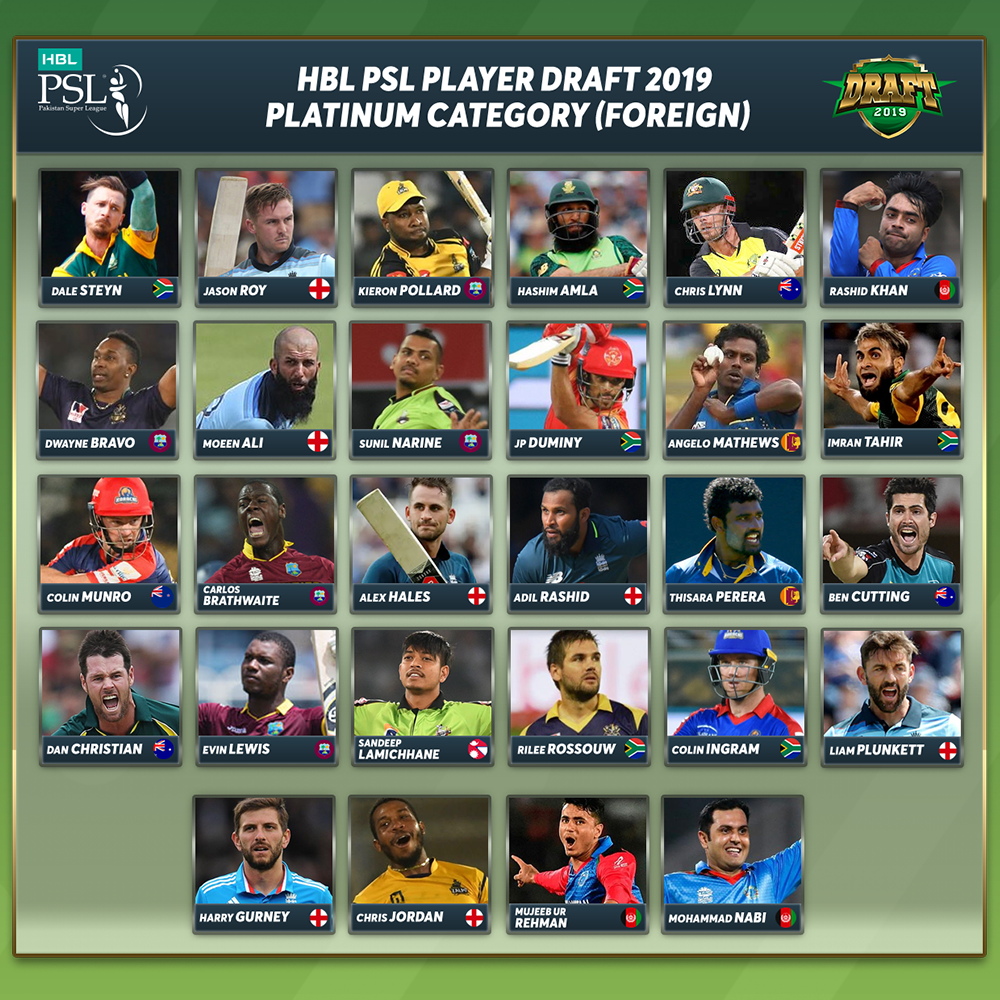 HBL
PSL
Pakistan Super League
HBL PSL PLAYER DRAFT 2019
PLATINUM CATEGORY (FOREIGN)
DRAFT
2019
DALE STEYN
JASON ROY
KIERON POLLARD
HASHIM AMLA
CHRIS LYNN
RASHID KHAN
DWAYNE BRAVO
MOEEN ALI
SUNIL NARINE
JP DUMINY
ANGELO MATHEWS
IMRAN TAHIR
COLIN MUNRO
CARLOS
BRATHWAITE
ALEX HALES
ADIL RASHID
THISARA PERERA
BEN CUTTING
DAN CHRISTIAN
EVIN LEWIS
SANDEEP
LAMICHHANE
RILEE ROSSOUW
COLIN INGRAM
LIAM PLUNKETT
HARRY GURNEY
CHRIS JORDAN
MUJEEB UR
REHMAN
MOHAMMAD NABI